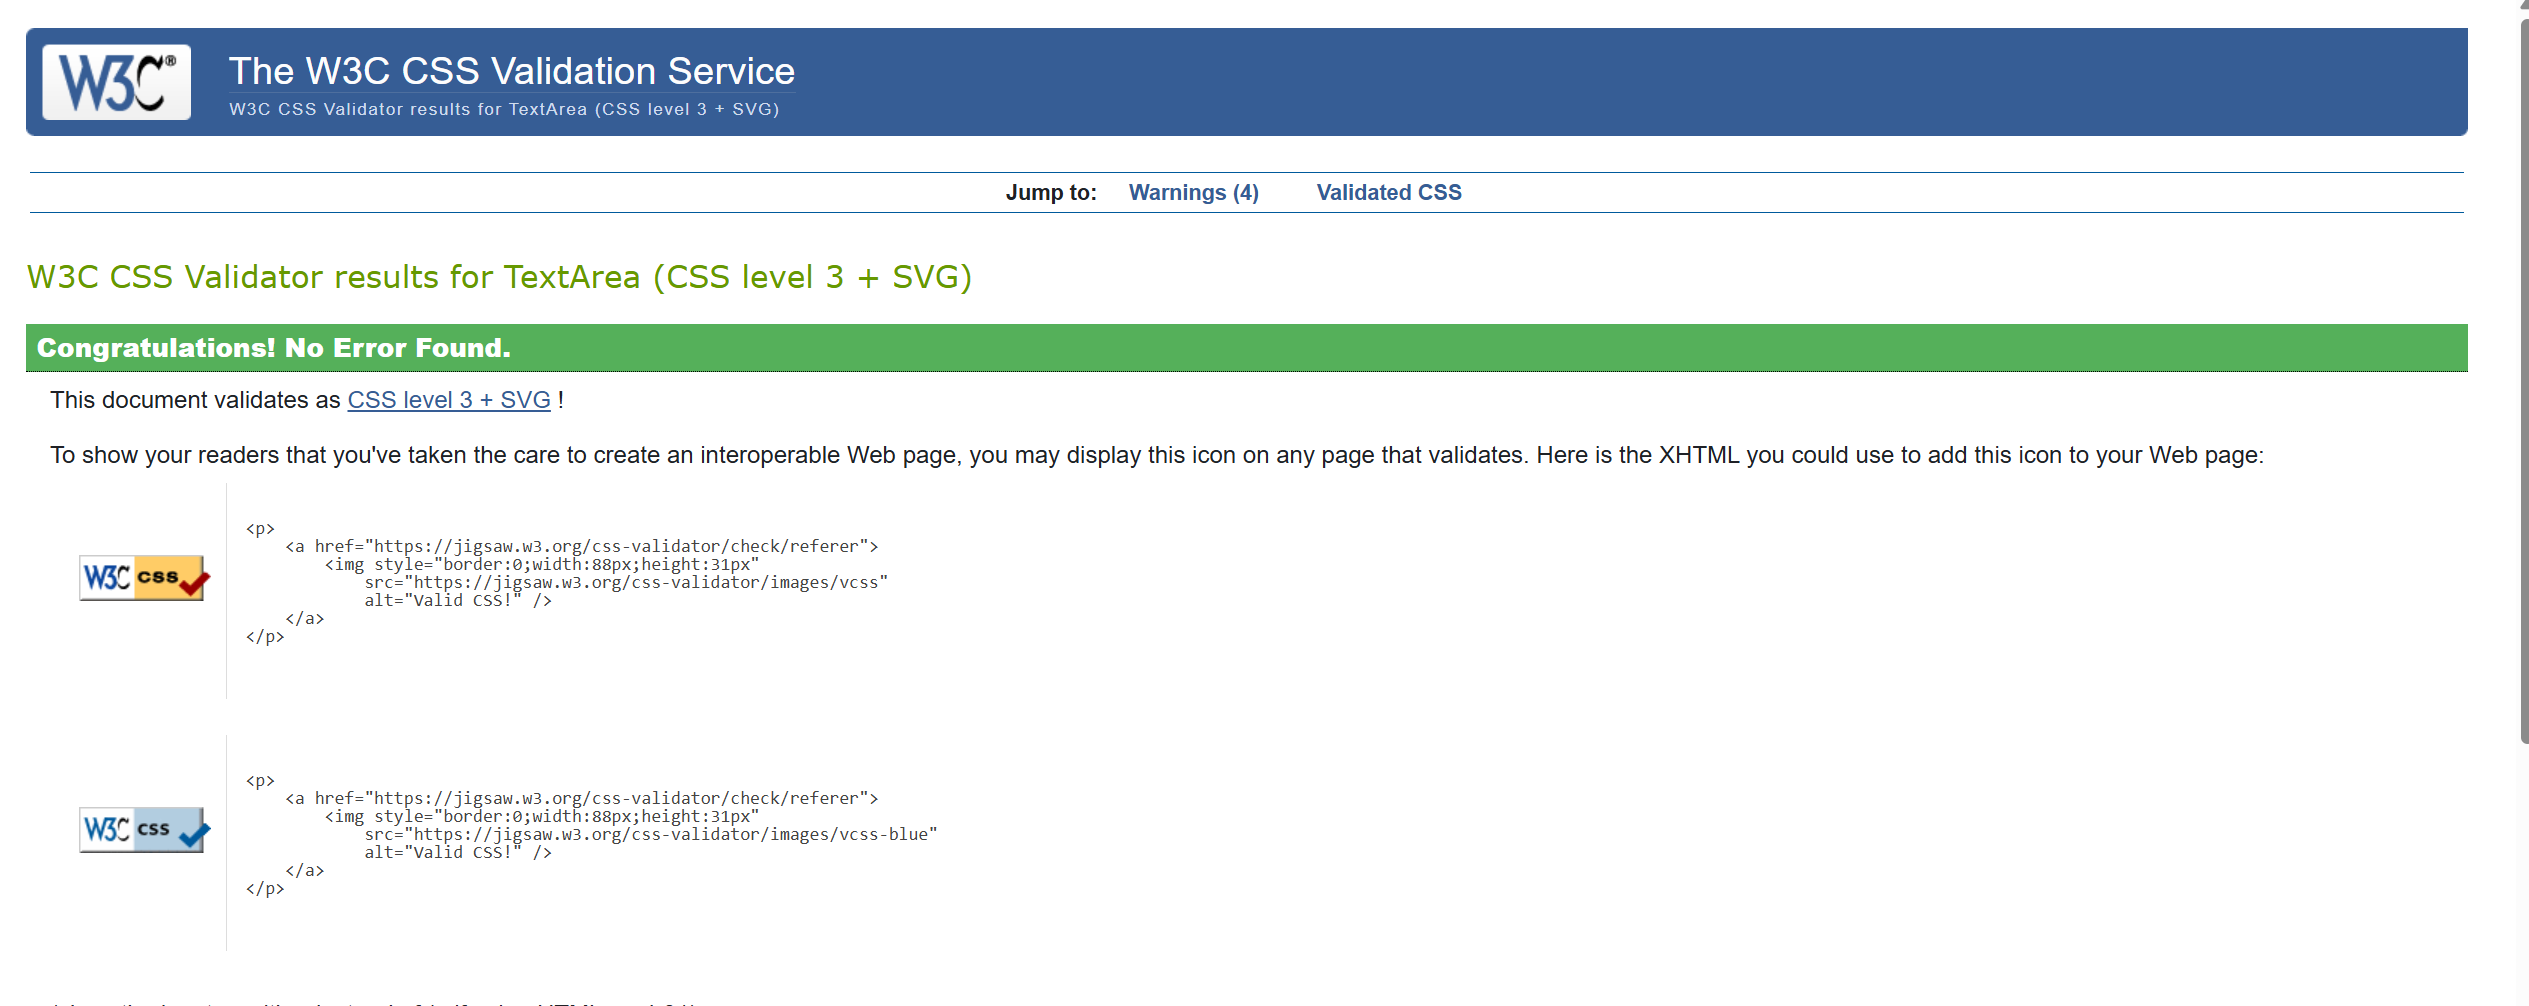 W3C®
The W3C CSS Validation Service
W3C CSS Validator results for TextArea (CSS level 3 + SVG)
Jump to: Warnings (4) Validated CSS
W3C CSS Validator results for TextArea (CSS level 3 + SVG)
Congratulations! No Error Found.
This document validates as CSS level 3 + SVG !
To show your readers that you've taken the care to create an interoperable Web page, you may display this icon on any page that validates. Here is the XHTML you could use to add this icon to your Web page:
W3C css
<p>
    <a href="https://jigsaw.w3.org/css-validator/check/referer">
        <img style="border:0;width:88px;height:31px"
            src="https://jigsaw.w3.org/css-validator/images/vcss"
            alt="Valid CSS!" />
    </a>
</p>
W3C css
<p>
    <a href="https://jigsaw.w3.org/css-validator/check/referer">
        <img style="border:0;width:88px;height:31px"
            src="https://jigsaw.w3.org/css-validator/images/vcss-blue"
            alt="Valid CSS!" />
    </a>
</p>